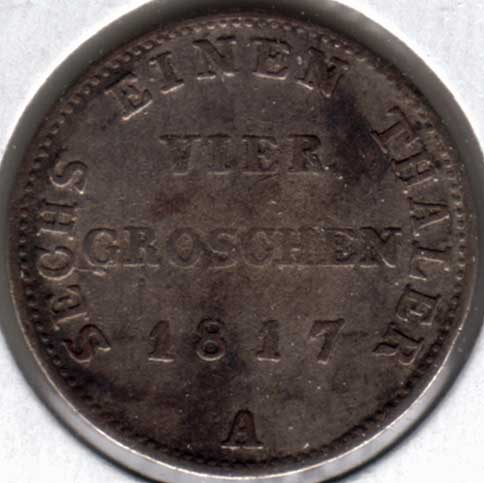 SECHS EINEN THALER
VIER
GROSCHEN
1817
A